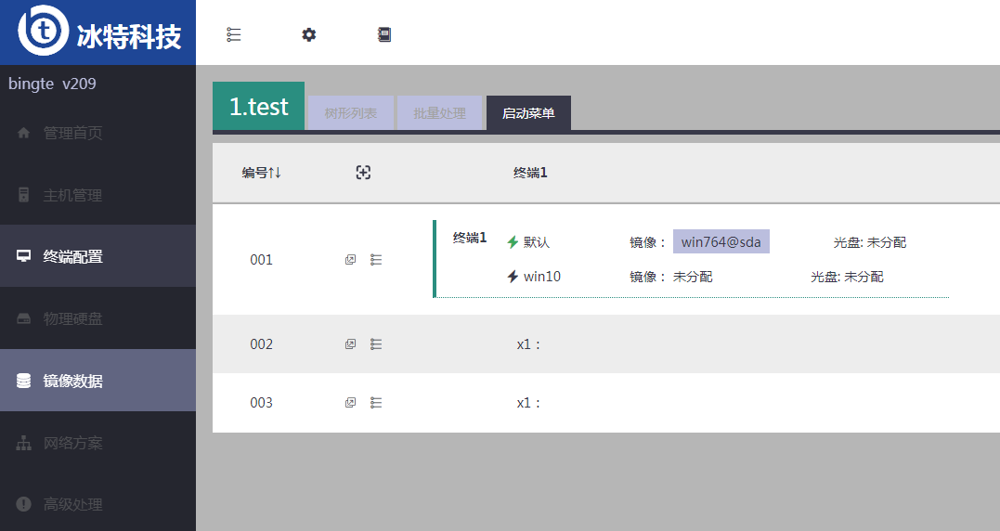 冰特科技
bingte v209
管理首页
主机管理
终端配置
物理硬盘
镜像数据
网络方案
高级处理
1.test 树形列表 批量处理 启动菜单
编号↑↓ 终端1
001 终端1 默认 镜像： win764@sda 光盘: 未分配
win10 镜像： 未分配 光盘: 未分配
002 x1：
003 x1：